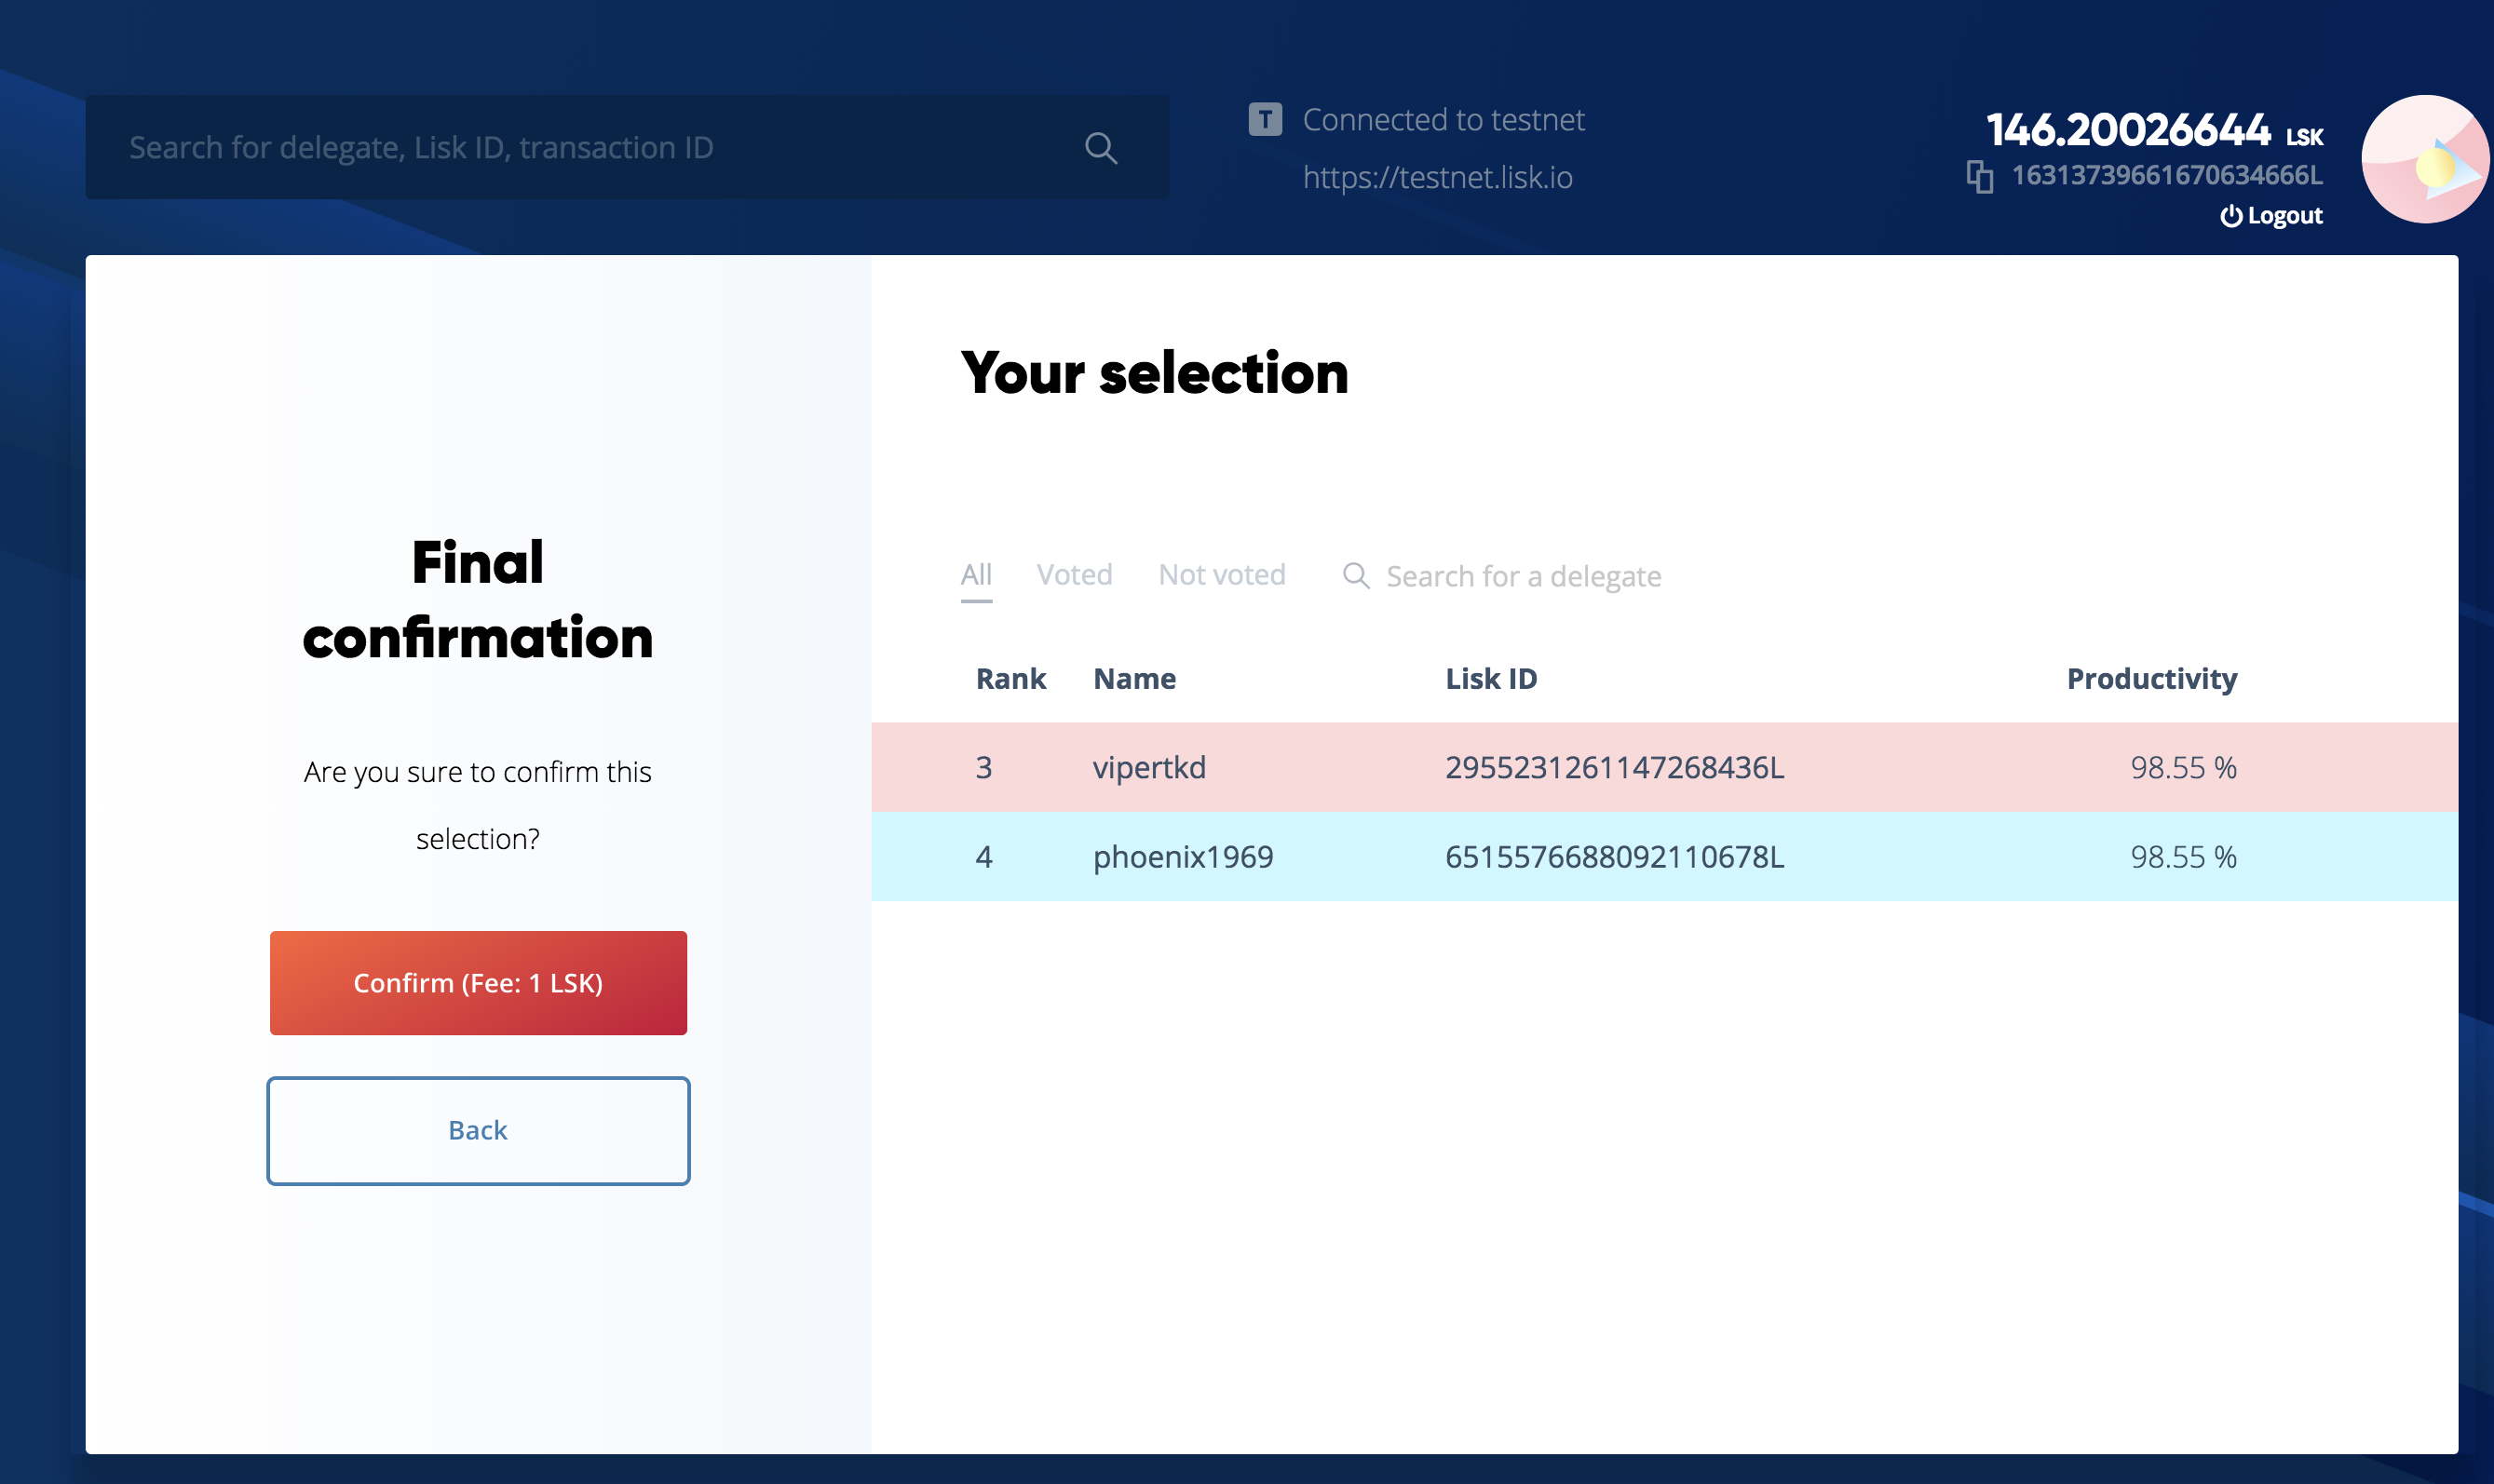 Search for delegate, Lisk ID, transaction ID
T Connected to testnet
https://testnet.lisk.io
146.20026644 LSK
16313739661670634666L
Logout
Final
confirmation
Are you sure to confirm this
selection?
Confirm (Fee: 1 LSK)
Back
Your selection
All Voted Not voted Search for a delegate
Rank Name Lisk ID Productivity
3 vipertkd 2955231261147268436L 98.55 %
4 phoenix1969 6515576688092110678L 98.55 %